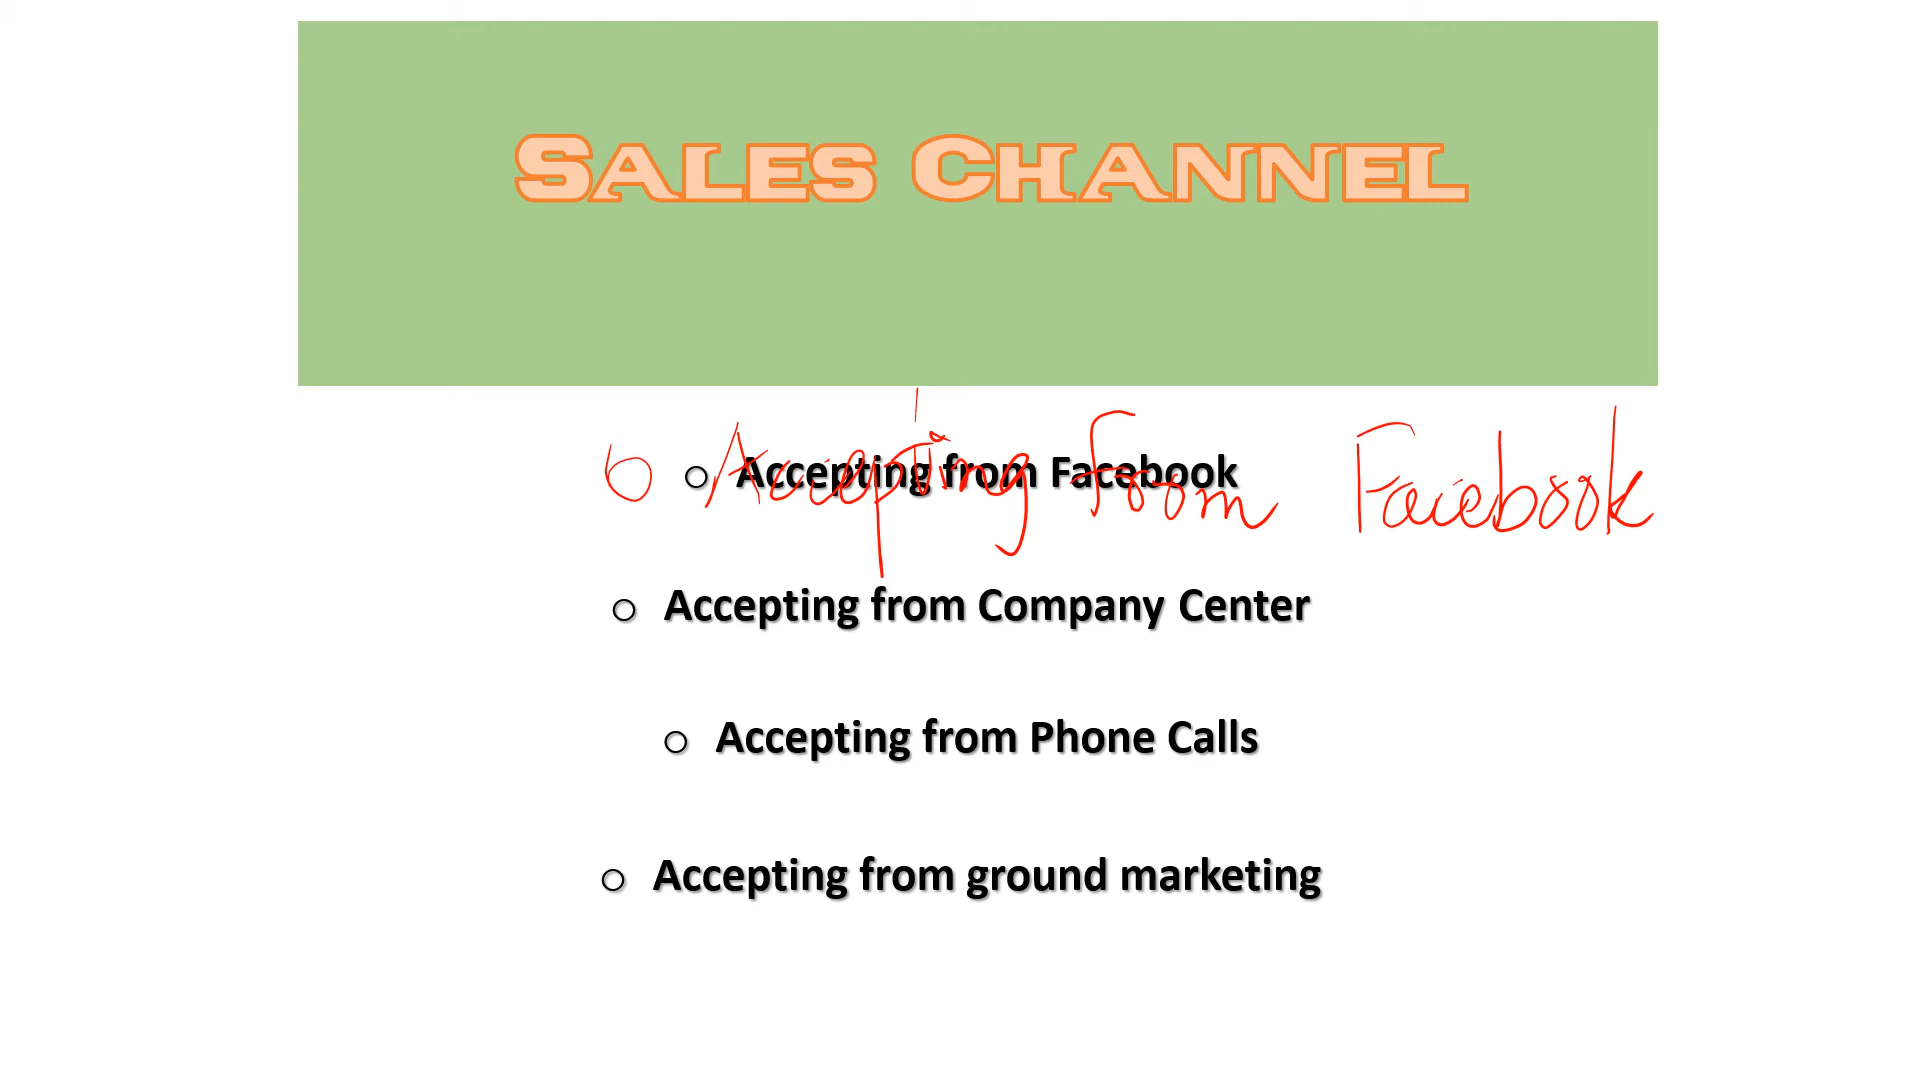 Sales Channel
o Accepting from Facebook
o Accepting from Facebook
o Accepting from Company Center
o Accepting from Phone Calls
o Accepting from ground marketing